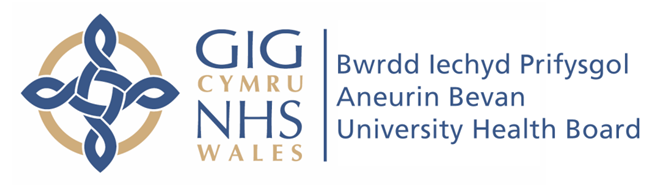 GIG
CYMRU
NHS
WALES
Bwrdd Iechyd Prifysgol
Aneurin Bevan
University Health Board